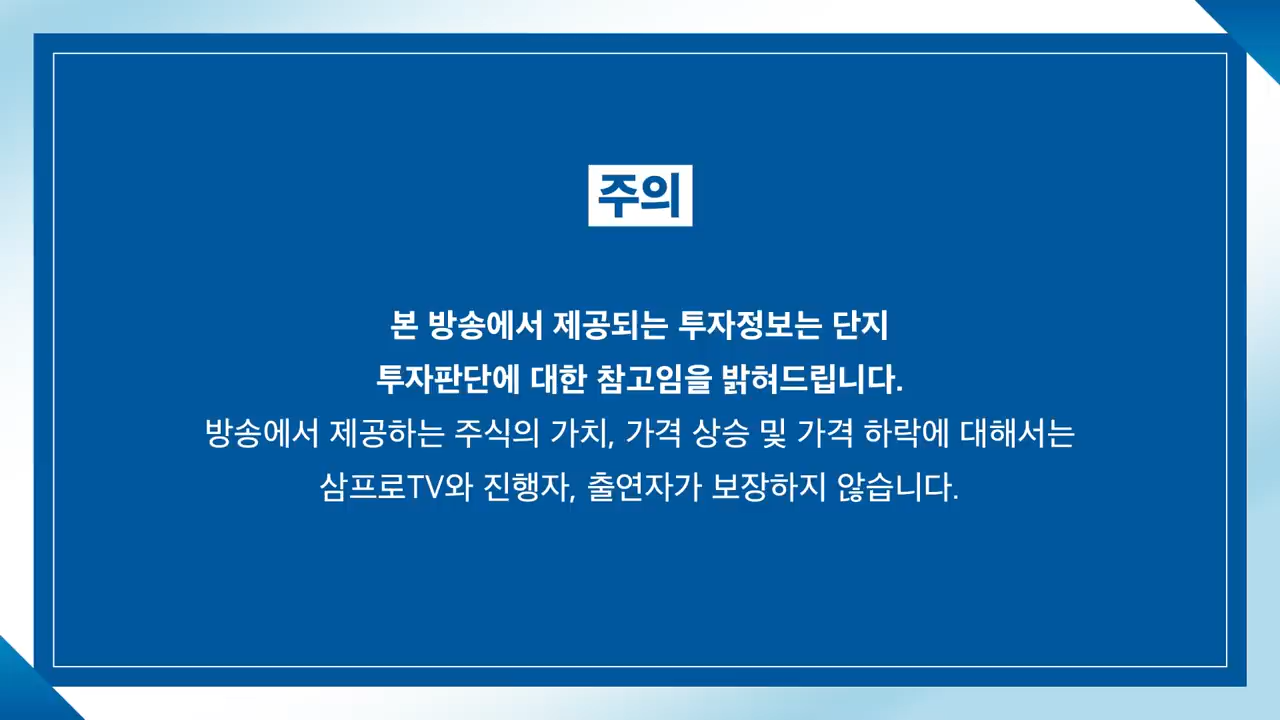 주의
본 방송에서 제공되는 투자정보는 단지
투자판단에 대한 참고임을 밝혀드립니다.
방송에서 제공하는 주식의 가치, 가격 상승 및 가격 하락에 대해서는
삼프로TV와 진행자, 출연자가 보장하지 않습니다.